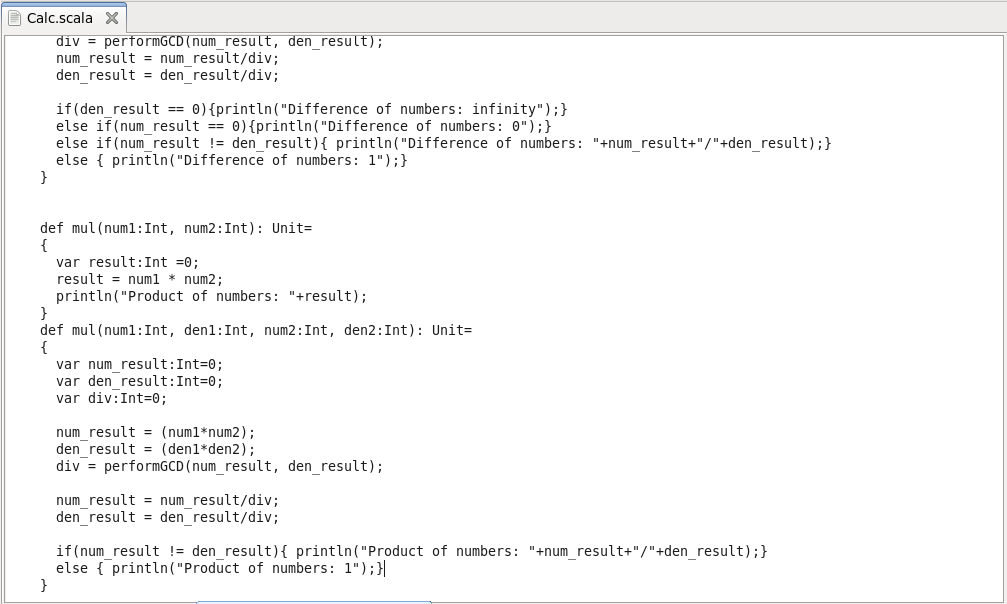 Calc.scala
div = performGCD(num_result, den_result);
num_result = num_result/div;
den_result = den_result/div;
if(den_result == 0){println("Difference of numbers: infinity");}
else if(num_result == 0){println("Difference of numbers: 0");}
else if(num_result != den_result){ println("Difference of numbers: "+num_result+"/"+den_result);}
else { println("Difference of numbers: 1");}
}
def mul(num1:Int, num2:Int): Unit=
{
var result:Int =0;
result = num1 * num2;
println("Product of numbers: "+result);
}
def mul(num1:Int, den1:Int, num2:Int, den2:Int): Unit=
{
var num_result:Int=0;
var den_result:Int=0;
var div:Int=0;
num_result = (num1*num2);
den_result = (den1*den2);
div = performGCD(num_result, den_result);
num_result = num_result/div;
den_result = den_result/div;
if(num_result != den_result){ println("Product of numbers: "+num_result+"/"+den_result);}
else { println("Product of numbers: 1");}
}